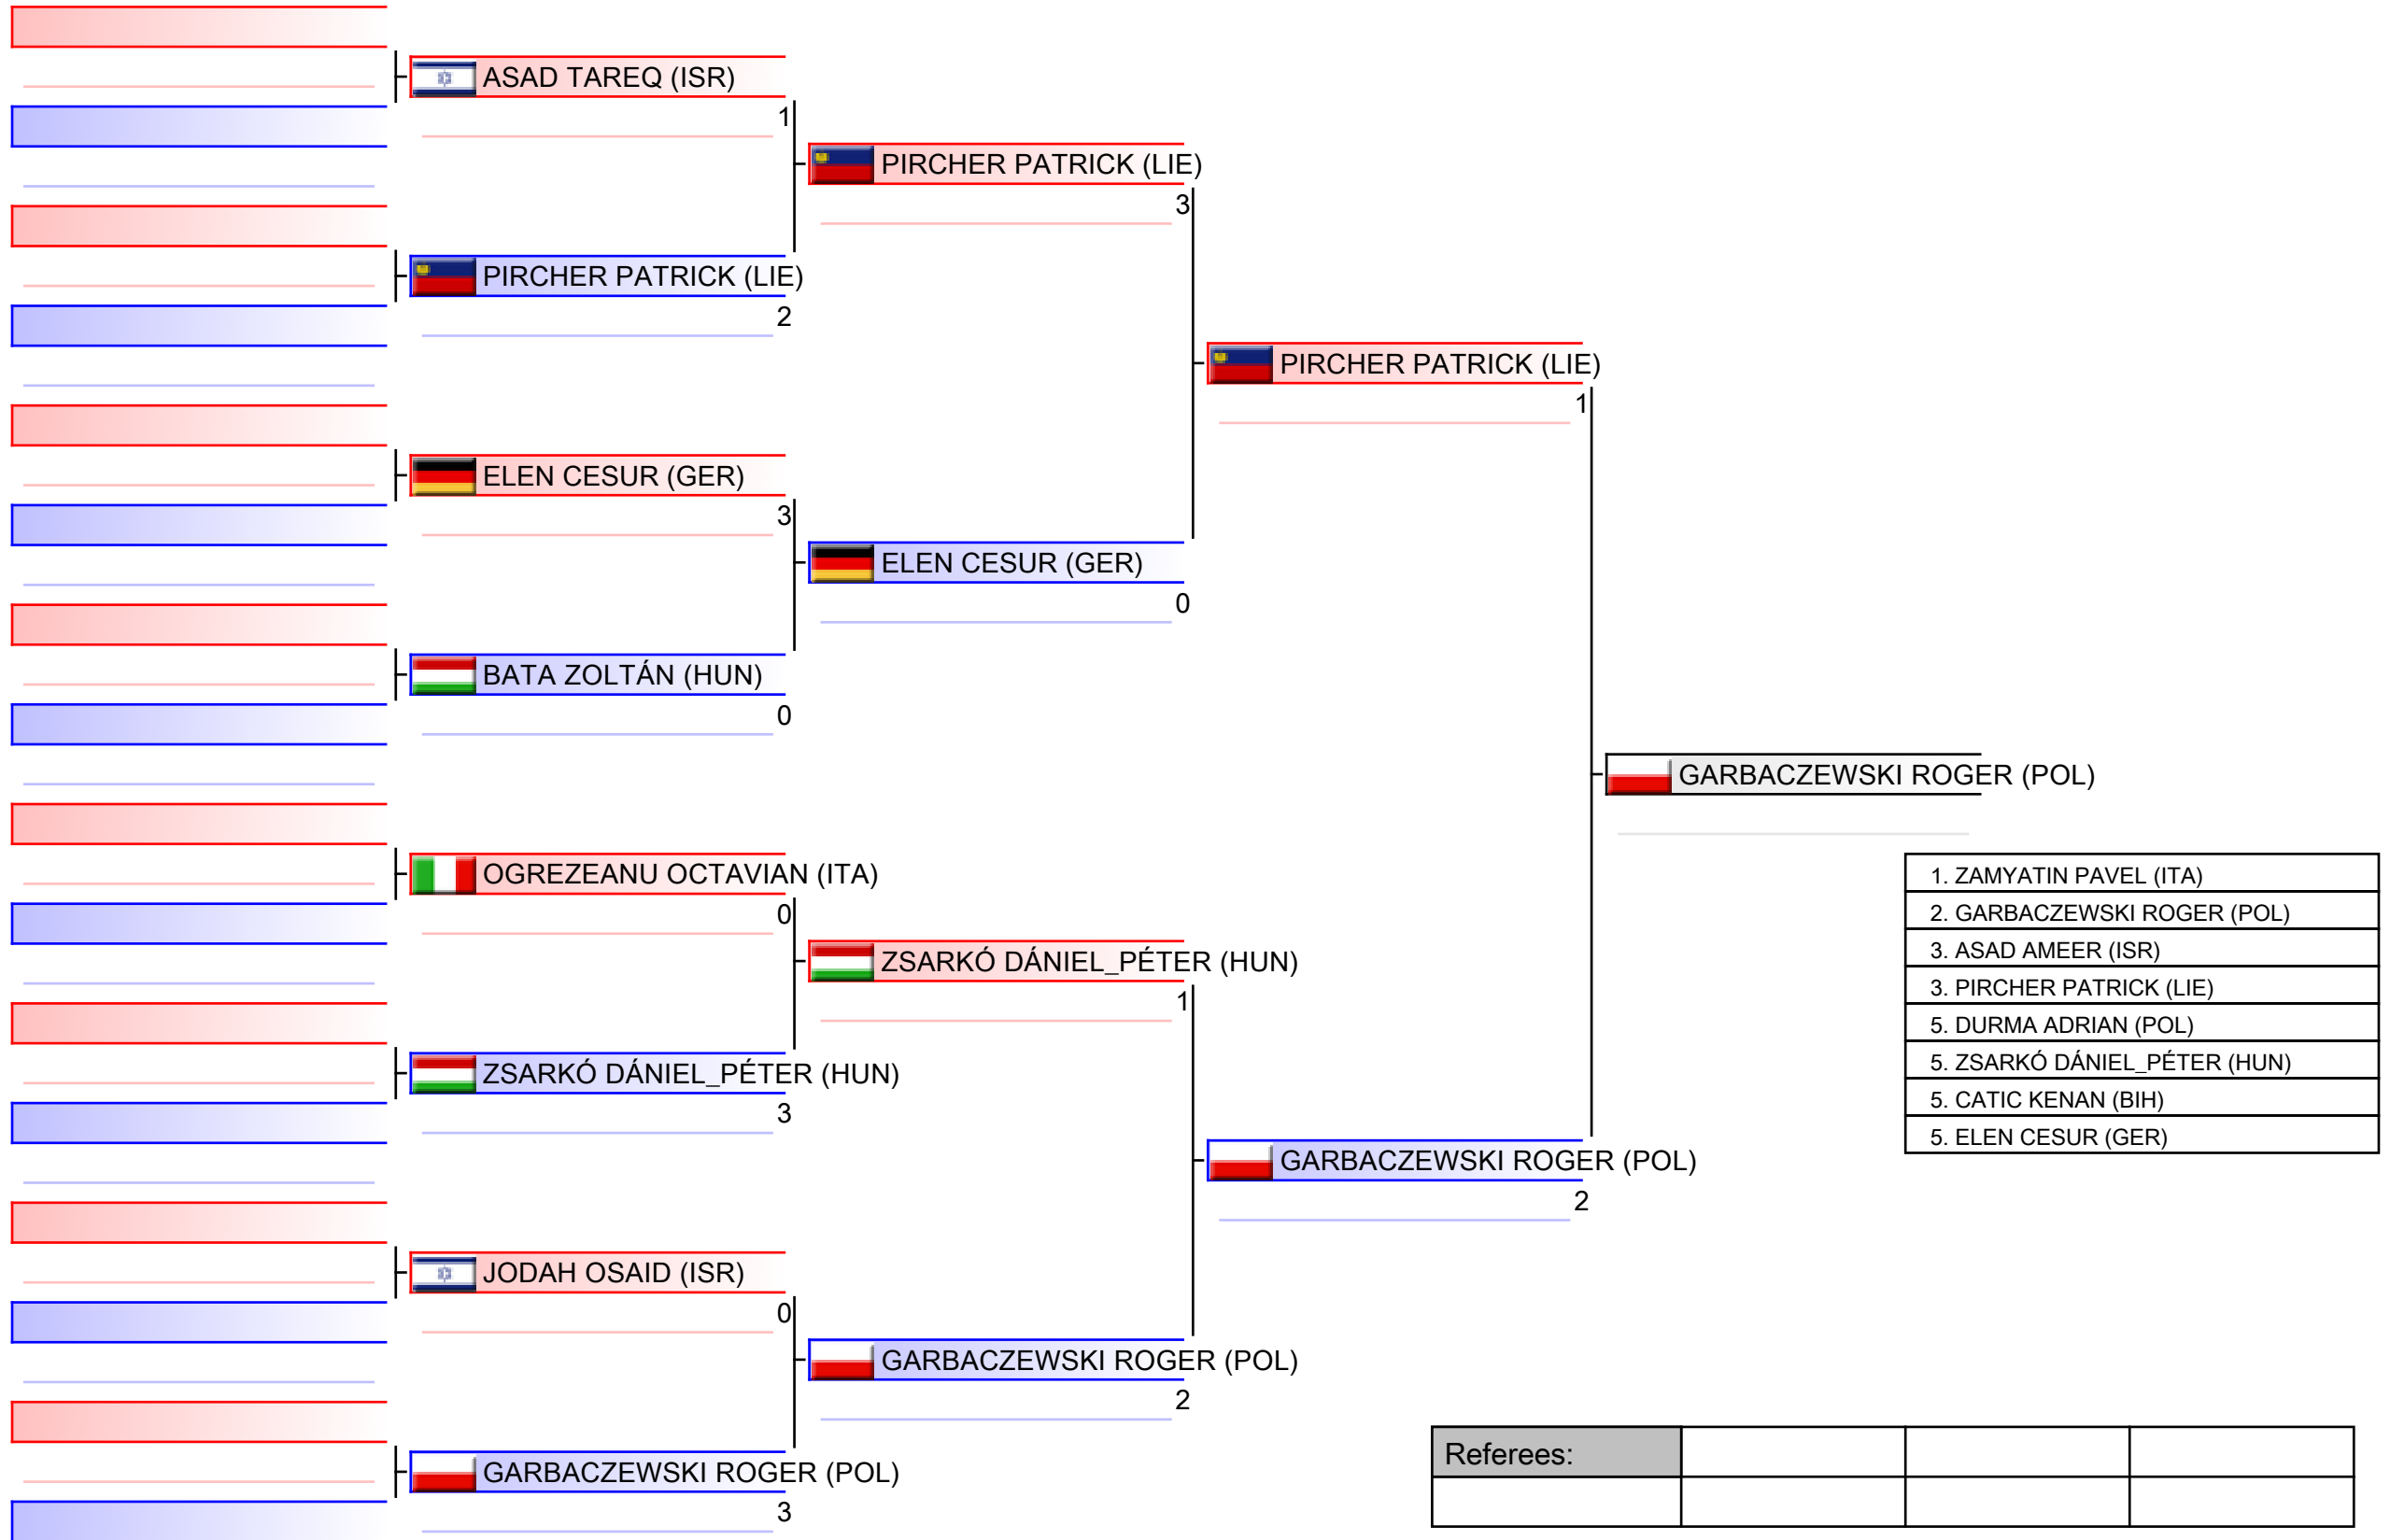 ASAD TAREQ (ISR)
1
PIRCHER PATRICK (LIE)
3
PIRCHER PATRICK (LIE)
2
PIRCHER PATRICK (LIE)
1
ELEN CESUR (GER)
3
ELEN CESUR (GER)
0
BATA ZOLTÁN (HUN)
0
GARBACZEWSKI ROGER (POL)
OGREZEANU OCTAVIAN (ITA)
0
ZSARKÓ DÁNIEL_PÉTER (HUN)
1
ZSARKÓ DÁNIEL_PÉTER (HUN)
3
GARBACZEWSKI ROGER (POL)
2
JODAH OSAID (ISR)
0
GARBACZEWSKI ROGER (POL)
2
GARBACZEWSKI ROGER (POL)
3
1. ZAMYATIN PAVEL (ITA)
2. GARBACZEWSKI ROGER (POL)
3. ASAD AMEER (ISR)
3. PIRCHER PATRICK (LIE)
5. DURMA ADRIAN (POL)
5. ZSARKÓ DÁNIEL_PÉTER (HUN)
5. CATIC KENAN (BIH)
5. ELEN CESUR (GER)
Referees: